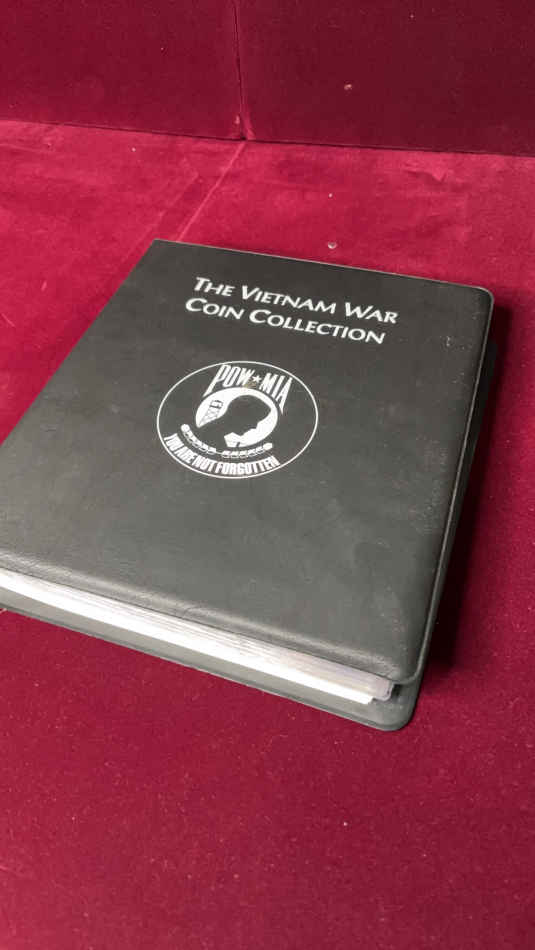 THE VIETNAM WAR
COIN COLLECTION
POW★MIA
YOU ARE NOT FORGOTTEN